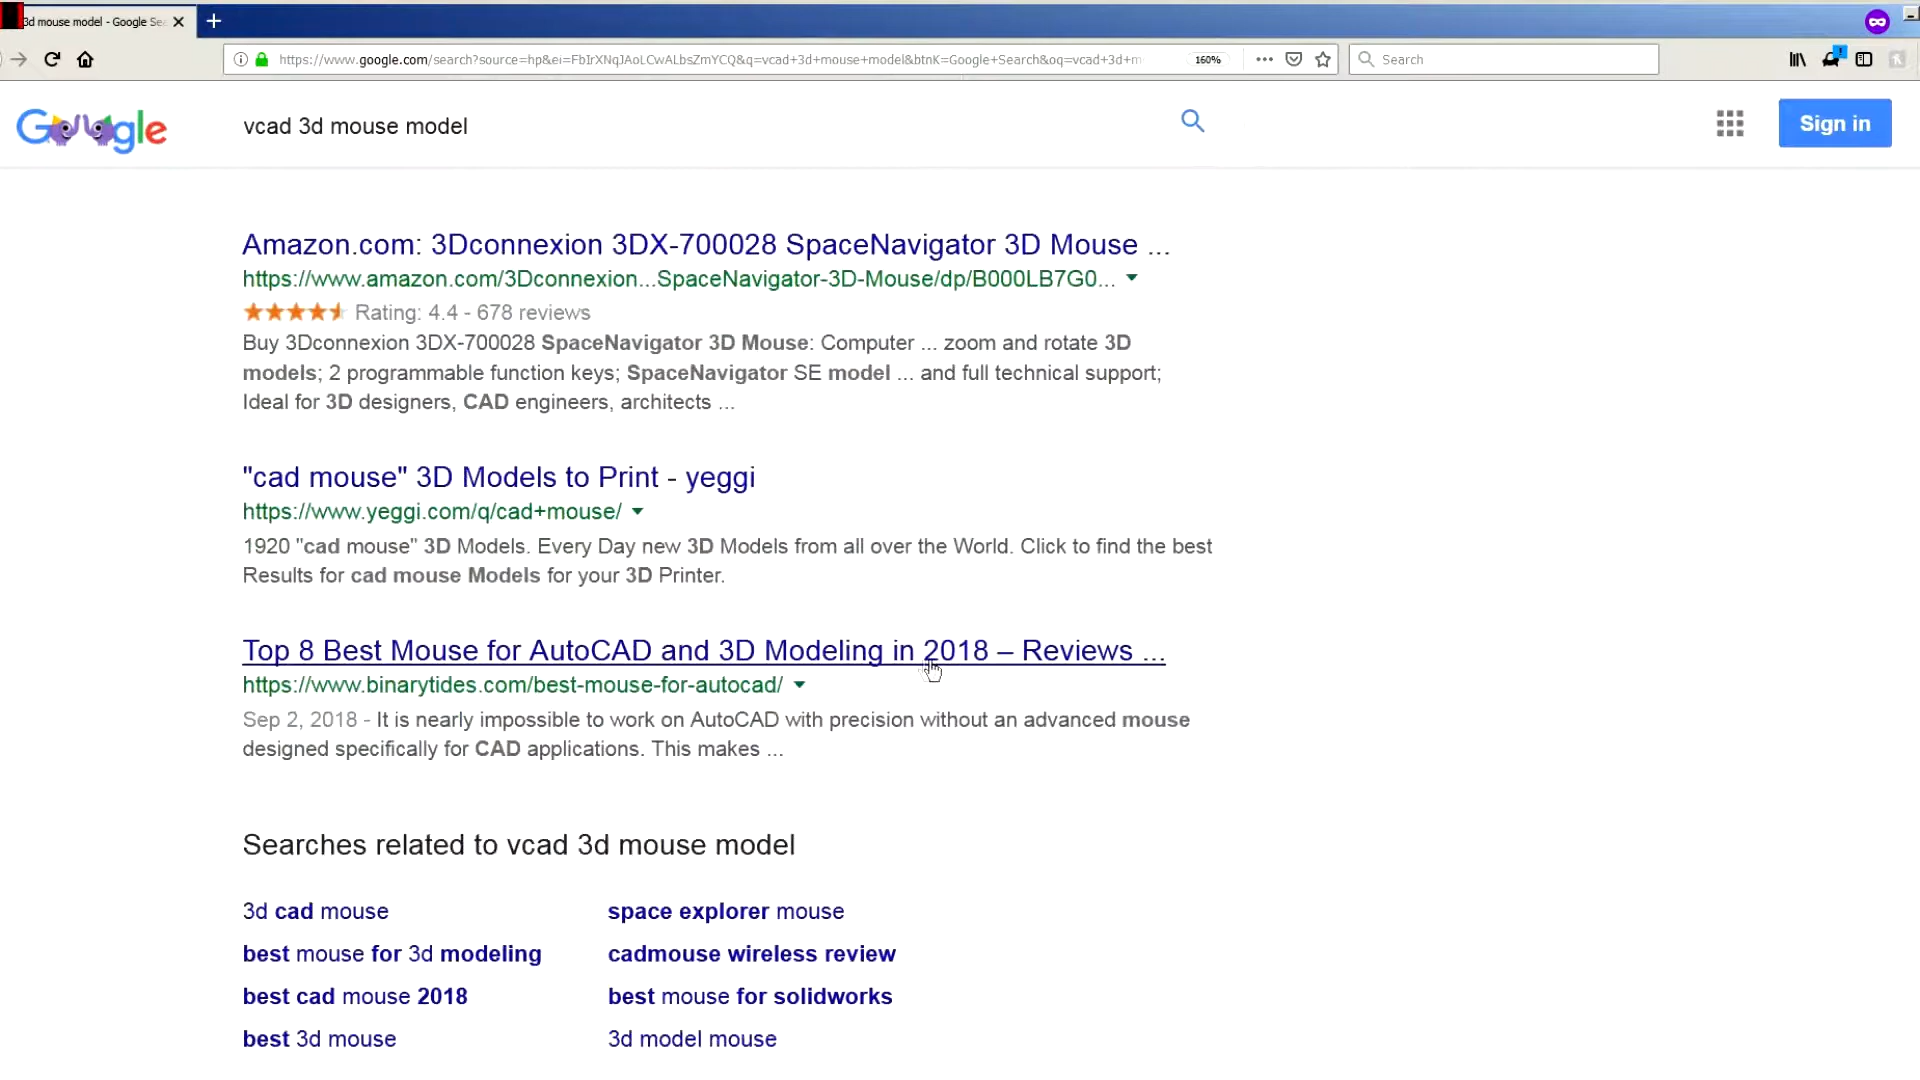 3d mouse model - Google Sea
https://www.google.com/search?source=hp&ei=FbIrXNqJAoLCwALbsZmYCQ&q=vcad+3d+mouse+model&btnK=Google+Search&oq=vcad+3d+m
160%
Search
Google
vcad 3d mouse model
Sign in
Amazon.com: 3Dconnexion 3DX-700028 SpaceNavigator 3D Mouse ...
https://www.amazon.com/3Dconnexion...SpaceNavigator-3D-Mouse/dp/B000LB7G0...
Rating: 4.4 - 678 reviews
Buy 3Dconnexion 3DX-700028 SpaceNavigator 3D Mouse: Computer ... zoom and rotate 3D
models; 2 programmable function keys; SpaceNavigator SE model ... and full technical support;
Ideal for 3D designers, CAD engineers, architects ...
"cad mouse" 3D Models to Print - yeggi
https://www.yeggi.com/q/cad+mouse/
1920 "cad mouse" 3D Models. Every Day new 3D Models from all over the World. Click to find the best
Results for cad mouse Models for your 3D Printer.
Top 8 Best Mouse for AutoCAD and 3D Modeling in 2018 – Reviews ...
https://www.binarytides.com/best-mouse-for-autocad/
Sep 2, 2018 - It is nearly impossible to work on AutoCAD with precision without an advanced mouse
designed specifically for CAD applications. This makes ...
Searches related to vcad 3d mouse model
3d cad mouse
space explorer mouse
best mouse for 3d modeling
cadmouse wireless review
best cad mouse 2018
best mouse for solidworks
best 3d mouse
3d model mouse